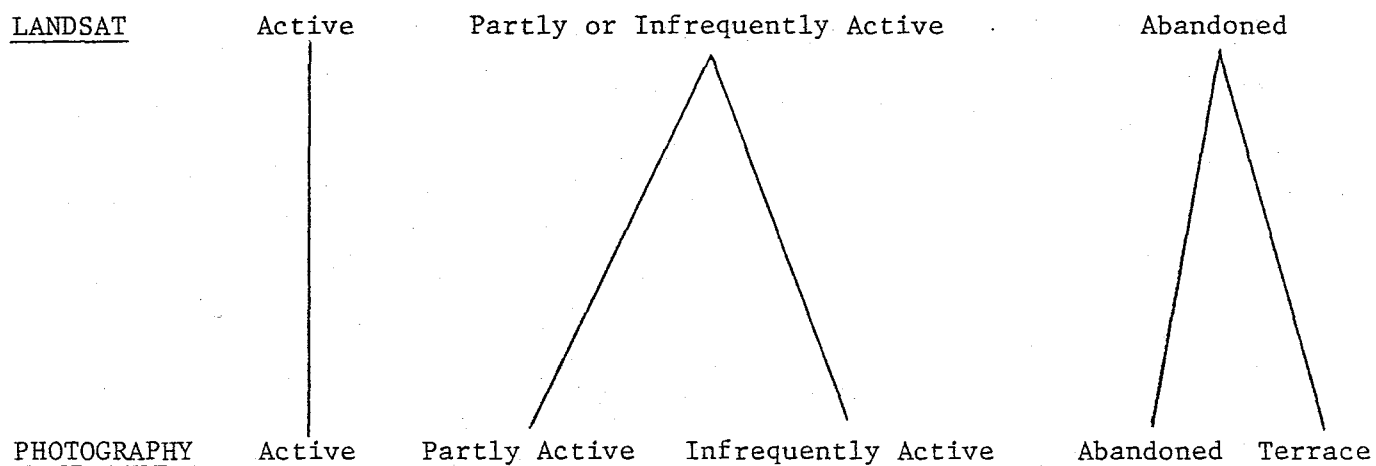 LANDSAT Active Partly or Infrequently Active Abandoned
PHOTOGRAPHY Active Partly Active Infrequently Active Abandoned Terrace